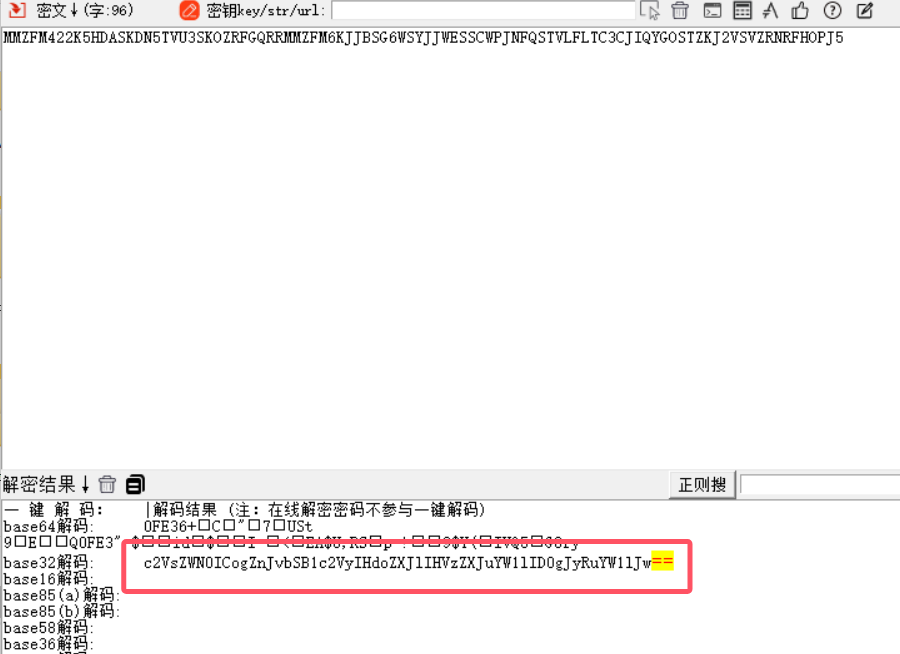 密文↓(字:96) 密钥key/str/url:
MMZFM422K5HDASKDN5TVU3SKOZRFGQRRMMZFM6KJJBSG6WSYJJWESSCWPJNFQSTVLFLTC3CJIQYGOSTZKJ2VSVZRNRFHOPJ5
解密结果↓ 正则搜
一 键 解 码: |解码结果 (注: 在线解密密码不参与一键解码)
base64解码: 0FE36+□C□"□7□USt
base32解码: c2VsZWN0ICogZnJvbSB1c2VyIHdoZXJlIHVzZXJuYW1lID0gJyRuYW1lJw==
base16解码:
base85(a)解码:
base85(b)解码:
base58解码:
base36解码: